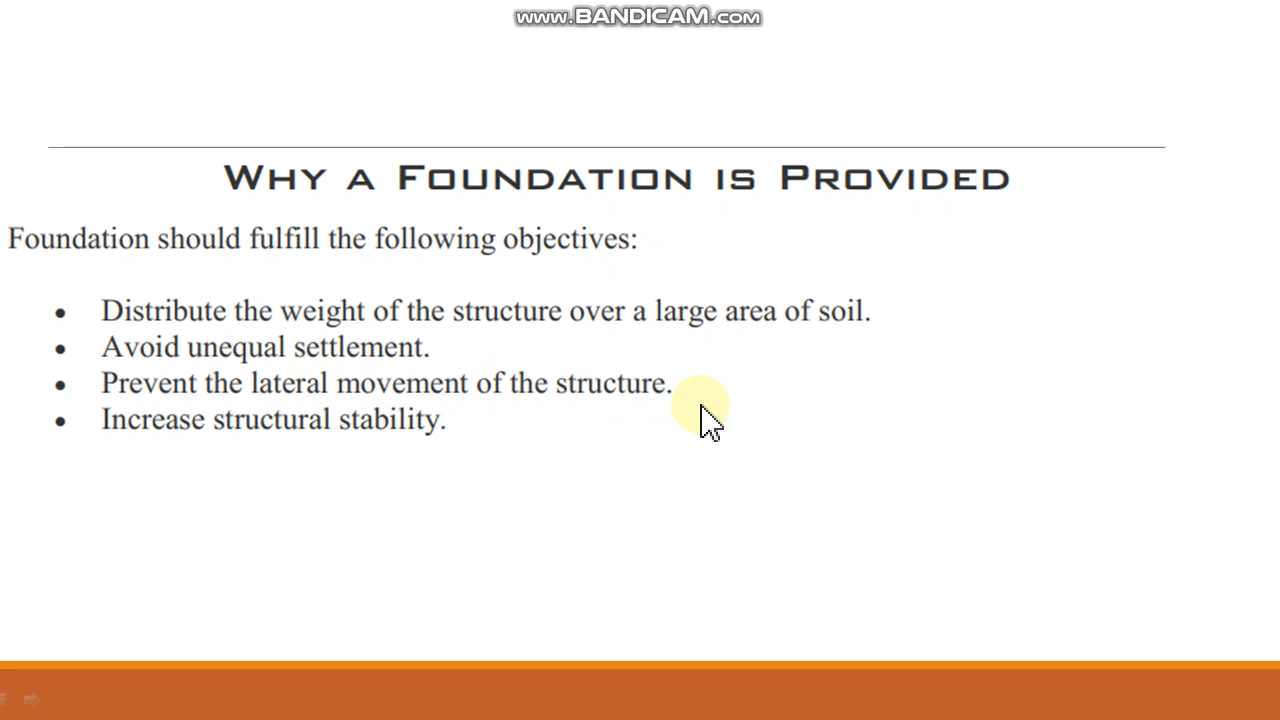 www.BANDICAM.com
WHY A FOUNDATION IS PROVIDED
Foundation should fulfill the following objectives:
• Distribute the weight of the structure over a large area of soil.
• Avoid unequal settlement.
• Prevent the lateral movement of the structure.
• Increase structural stability.